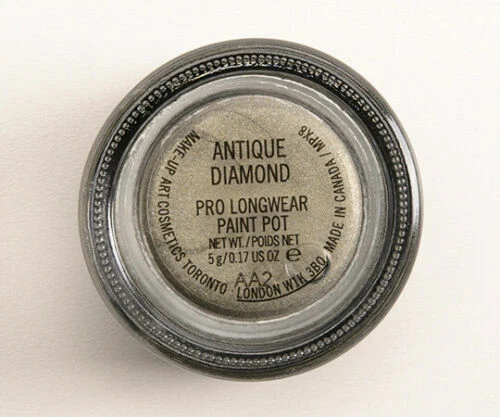 ANTIQUE
DIAMOND
PRO LONGWEAR
PAINT POT
NET WT./POIDS NET
5 g/0.17 US OZ e
AA2
MAKE-UP ART COSMETICS TORONTO - LONDON W1K 3BQ MADE IN CANADA / MPX8